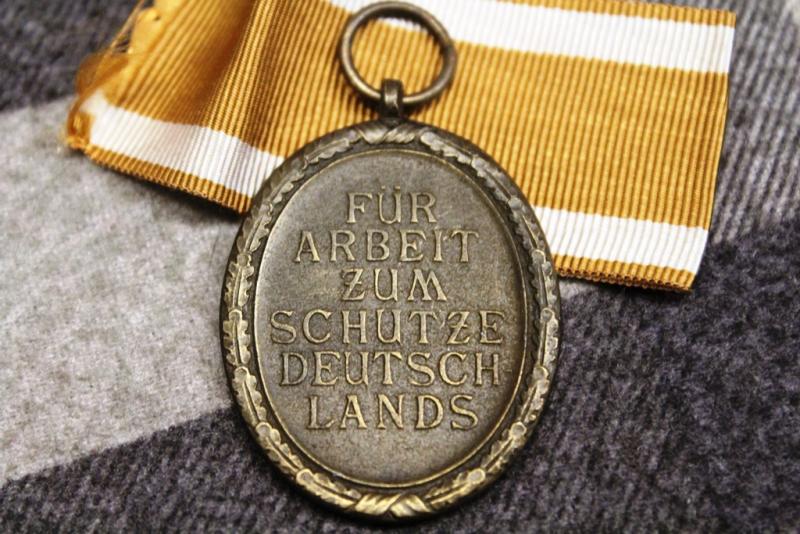 FÜR
ARBEIT
ZUM
SCHUTZE
DEUTSCH-
LANDS